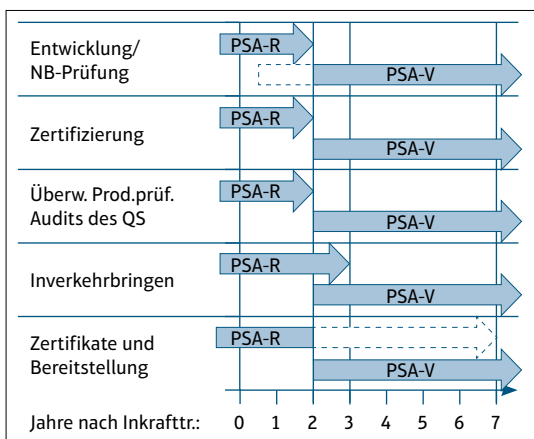 PSA-R
Entwicklung/
NB-Prüfung
PSA-V
PSA-R
Zertifizierung
PSA-V
PSA-R
Überw. Prod.prüf.
Audits des QS
PSA-V
PSA-R
Inverkehrbringen
PSA-V
Zertifikate und
PSA-R
Bereitstellung
PSA-V
Jahre nach Inkrafttr.: 0 1 2 3 4 5 6 7